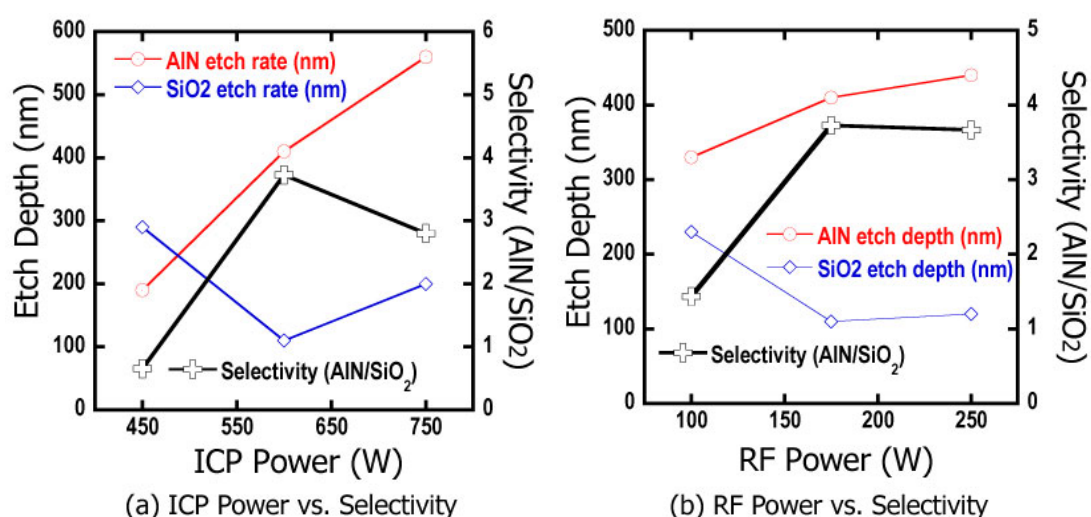 600
500
400
300
200
100
0
Etch Depth (nm)
AlN etch rate (nm)
SiO2 etch rate (nm)
Selectivity (AlN/SiO2)
6
5
4
3
2
1
0
Selectivity (AlN/SiO2)
450
550
650
750
ICP Power (W)
(a) ICP Power vs. Selectivity
500
400
300
200
100
0
Etch Depth (nm)
AlN etch depth (nm)
SiO2 etch depth (nm)
Selectivity (AlN/SiO2)
5
4
3
2
1
0
Selectivity (AlN/SiO2)
100
150
200
250
RF Power (W)
(b) RF Power vs. Selectivity